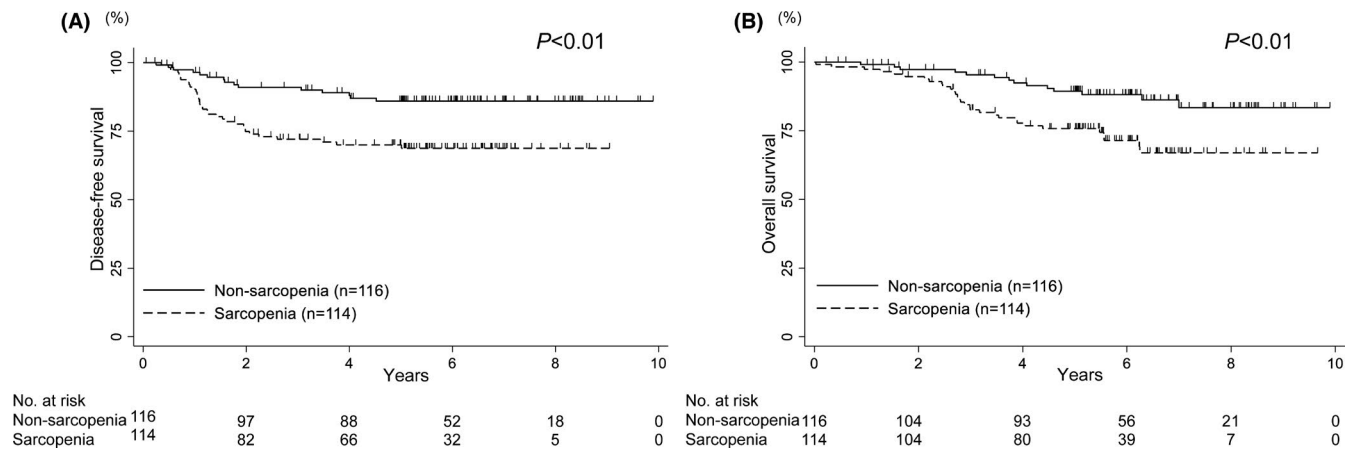 (A) (%)
P<0.01
Disease-free survival
100
75
50
25
0
Non-sarcopenia (n=116)
Sarcopenia (n=114)
0 2 4 6 8 10
Years
No. at risk
Non-sarcopenia 116 97 88 52 18 0
Sarcopenia 114 82 66 32 5 0
(B) (%)
P<0.01
Overall survival
100
75
50
25
0
Non-sarcopenia (n=116)
Sarcopenia (n=114)
0 2 4 6 8 10
Years
No. at risk
Non-sarcopenia 116 104 93 56 21 0
Sarcopenia 114 104 80 39 7 0